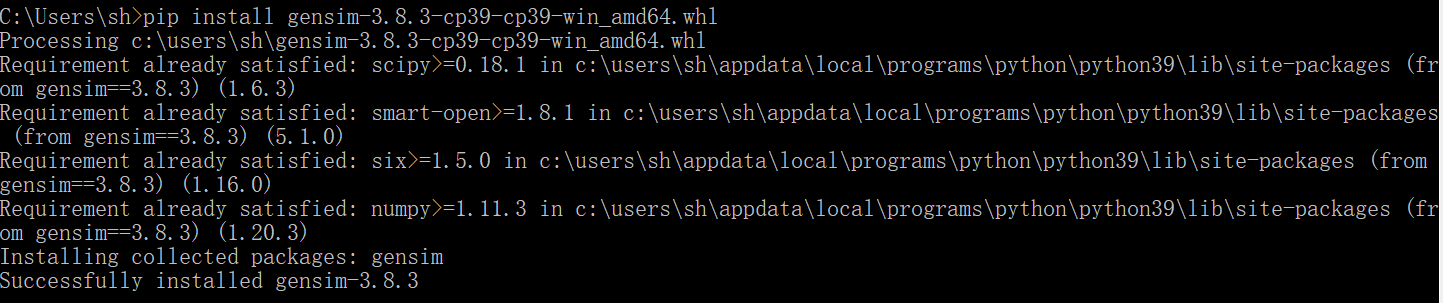 C:\Users\sh>pip install gensim-3.8.3-cp39-cp39-win_amd64.whl
Processing c:\users\sh\gensim-3.8.3-cp39-cp39-win_amd64.whl
Requirement already satisfied: scipy>=0.18.1 in c:\users\sh\appdata\local\programs\python\python39\lib\site-packages (fr
om gensim==3.8.3) (1.6.3)
Requirement already satisfied: smart-open>=1.8.1 in c:\users\sh\appdata\local\programs\python\python39\lib\site-packages
 (from gensim==3.8.3) (5.1.0)
Requirement already satisfied: six>=1.5.0 in c:\users\sh\appdata\local\programs\python\python39\lib\site-packages (from
gensim==3.8.3) (1.16.0)
Requirement already satisfied: numpy>=1.11.3 in c:\users\sh\appdata\local\programs\python\python39\lib\site-packages (fr
om gensim==3.8.3) (1.20.3)
Installing collected packages: gensim
Successfully installed gensim-3.8.3